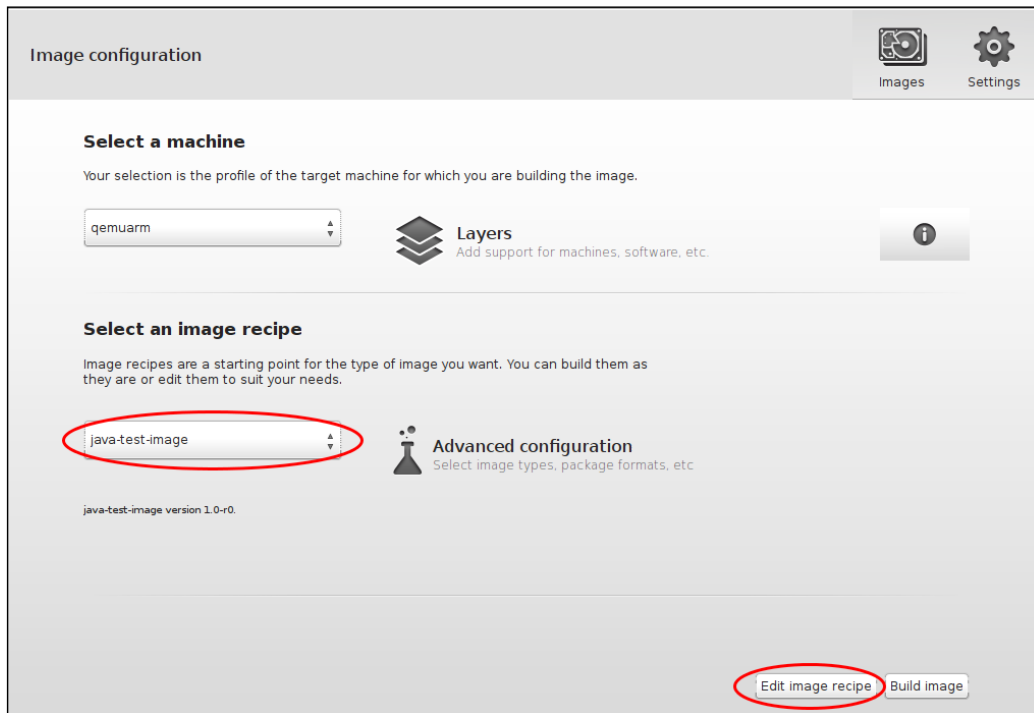 Image configuration
Images
Settings
Select a machine
Your selection is the profile of the target machine for which you are building the image.
qemuarm
Layers
Add support for machines, software, etc.
Select an image recipe
Image recipes are a starting point for the type of image you want. You can build them as
they are or edit them to suit your needs.
java-test-image
Advanced configuration
Select image types, package formats, etc
java-test-image version 1.0-r0.
Edit image recipe
Build image